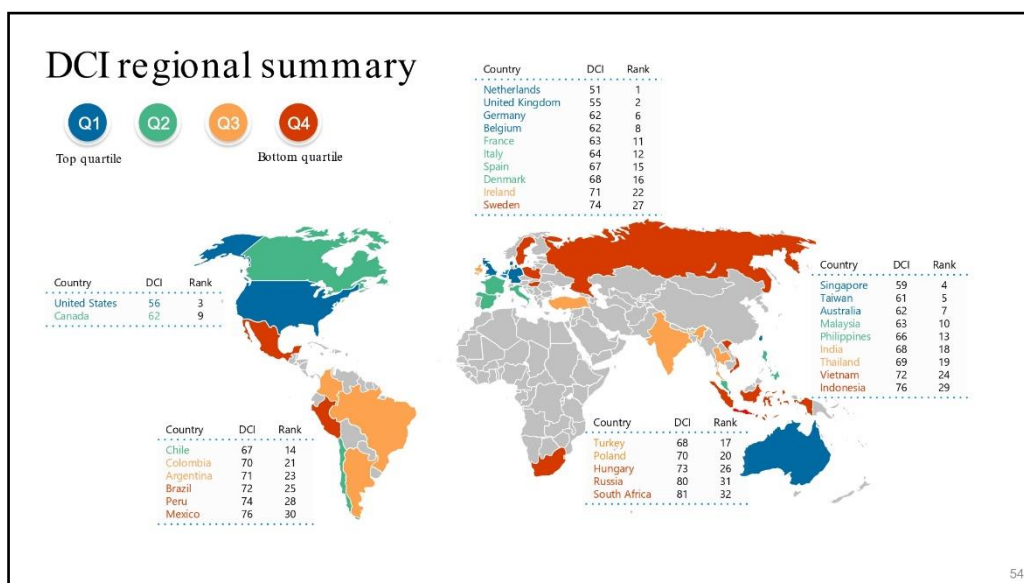 DCI regional summary
Q1 Q2 Q3 Q4
Top quartile Bottom quartile
Country DCI Rank
Netherlands 51 1
United Kingdom 55 2
Germany 62 6
Belgium 62 8
France 63 11
Italy 64 12
Spain 67 15
Denmark 68 16
Ireland 71 22
Sweden 74 27
Country DCI Rank
United States 56 3
Canada 62 9
Country DCI Rank
Singapore 59 4
Taiwan 61 5
Australia 62 7
Malaysia 63 10
Philippines 66 13
India 68 18
Thailand 69 19
Vietnam 72 24
Indonesia 76 29
Country DCI Rank
Chile 67 14
Colombia 70 21
Argentina 71 23
Brazil 72 25
Peru 74 28
Mexico 76 30
Country DCI Rank
Turkey 68 17
Poland 70 20
Hungary 73 26
Russia 80 31
South Africa 81 32
54